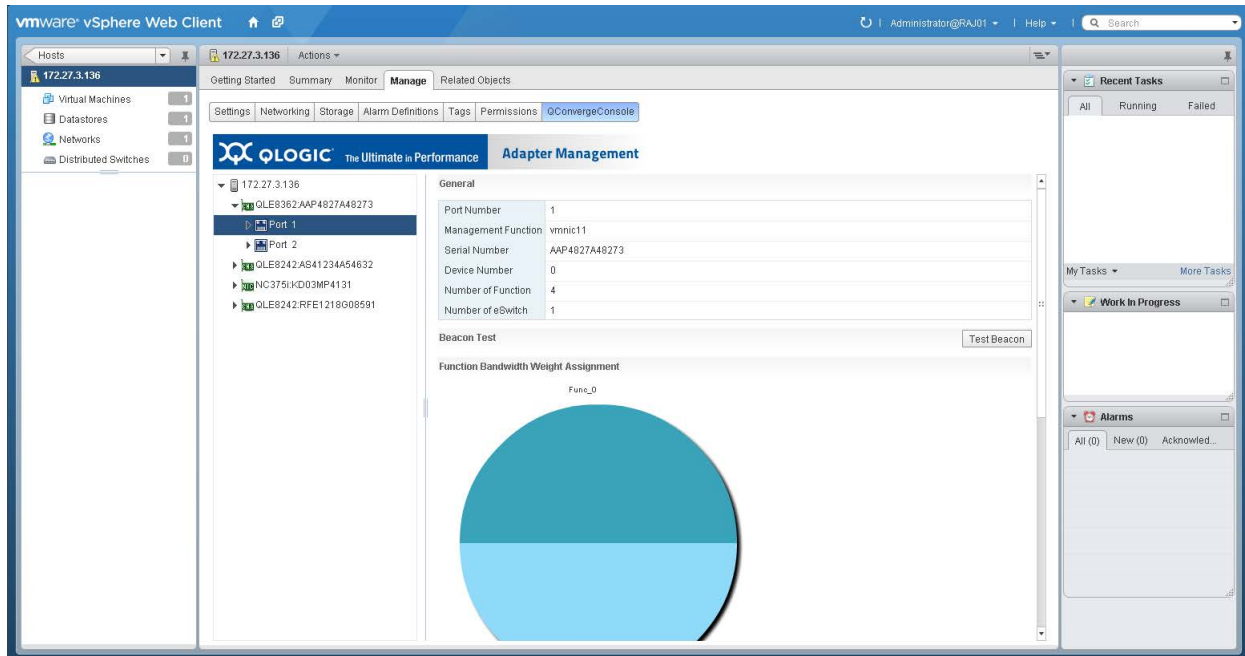 vmware® vSphere Web Client
Administrator@RAJ01 | Help | Search
Hosts
172.27.3.136
Virtual Machines 1
Datastores 1
Networks 1
Distributed Switches 0
172.27.3.136 Actions
Getting Started Summary Monitor Manage Related Objects
Settings Networking Storage Alarm Definitions Tags Permissions QConvergeConsole
QLOGIC The Ultimate in Performance Adapter Management
172.27.3.136
QLE8362:AAP4827A48273
Port 1
Port 2
QLE8242:AS41234A54632
NC375I:KD03MP4131
QLE8242:RFE1218G08591
General
Port Number 1
Management Function vmnic11
Serial Number AAP4827A48273
Device Number 0
Number of Function 4
Number of eSwitch 1
Beacon Test Test Beacon
Function Bandwidth Weight Assignment
Func_0
Recent Tasks
All Running Failed
My Tasks More Tasks
Work In Progress
Alarms
All (0) New (0) Acknowled...